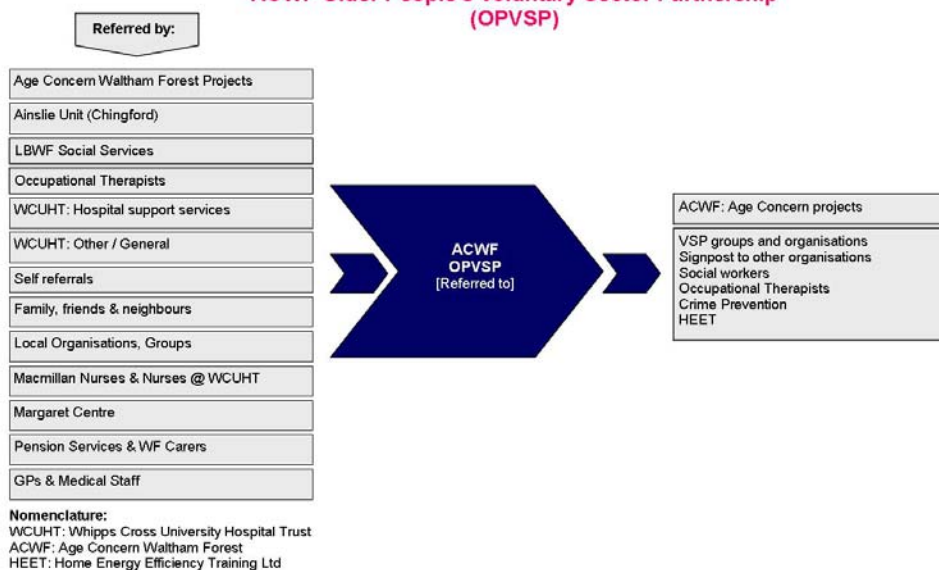 (OPVSP)
Referred by:
Age Concern Waltham Forest Projects
Ainslie Unit (Chingford)
LBWF Social Services
Occupational Therapists
WCUHT: Hospital support services
WCUHT: Other / General
Self referrals
Family, friends & neighbours
Local Organisations, Groups
Macmillan Nurses & Nurses @ WCUHT
Margaret Centre
Pension Services & WF Carers
GPs & Medical Staff
ACWF
OPVSP
[Referred to]
ACWF: Age Concern projects
VSP groups and organisations
Signpost to other organisations
Social workers
Occupational Therapists
Crime Prevention
HEET
Nomenclature:
WCUHT: Whipps Cross University Hospital Trust
ACWF: Age Concern Waltham Forest
HEET: Home Energy Efficiency Training Ltd